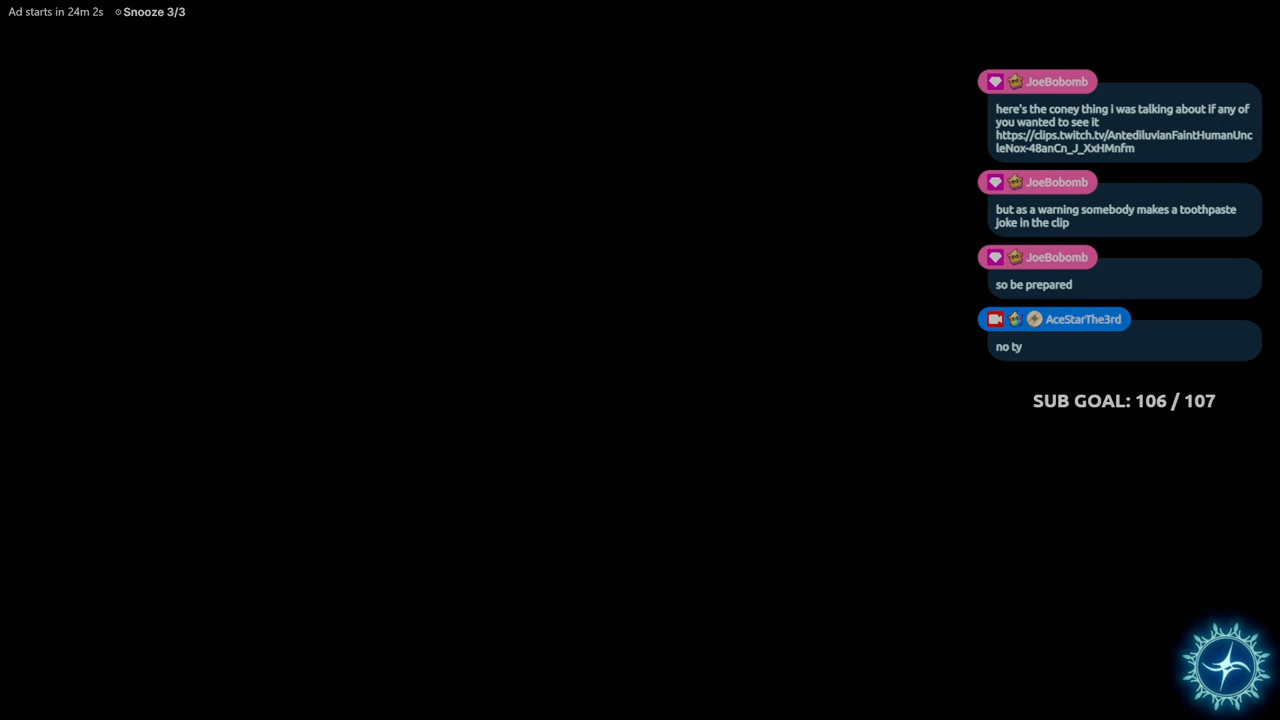 Ad starts in 24m 2s Snooze 3/3
JoeBobomb
here's the coney thing i was talking about if any of
you wanted to see it
https://clips.twitch.tv/AntediluvianFaintHumanUnc
leNox-48anCn_J_XxHMnfm
JoeBobomb
but as a warning somebody makes a toothpaste
joke in the clip
JoeBobomb
so be prepared
AceStarThe3rd
no ty
SUB GOAL: 106 / 107